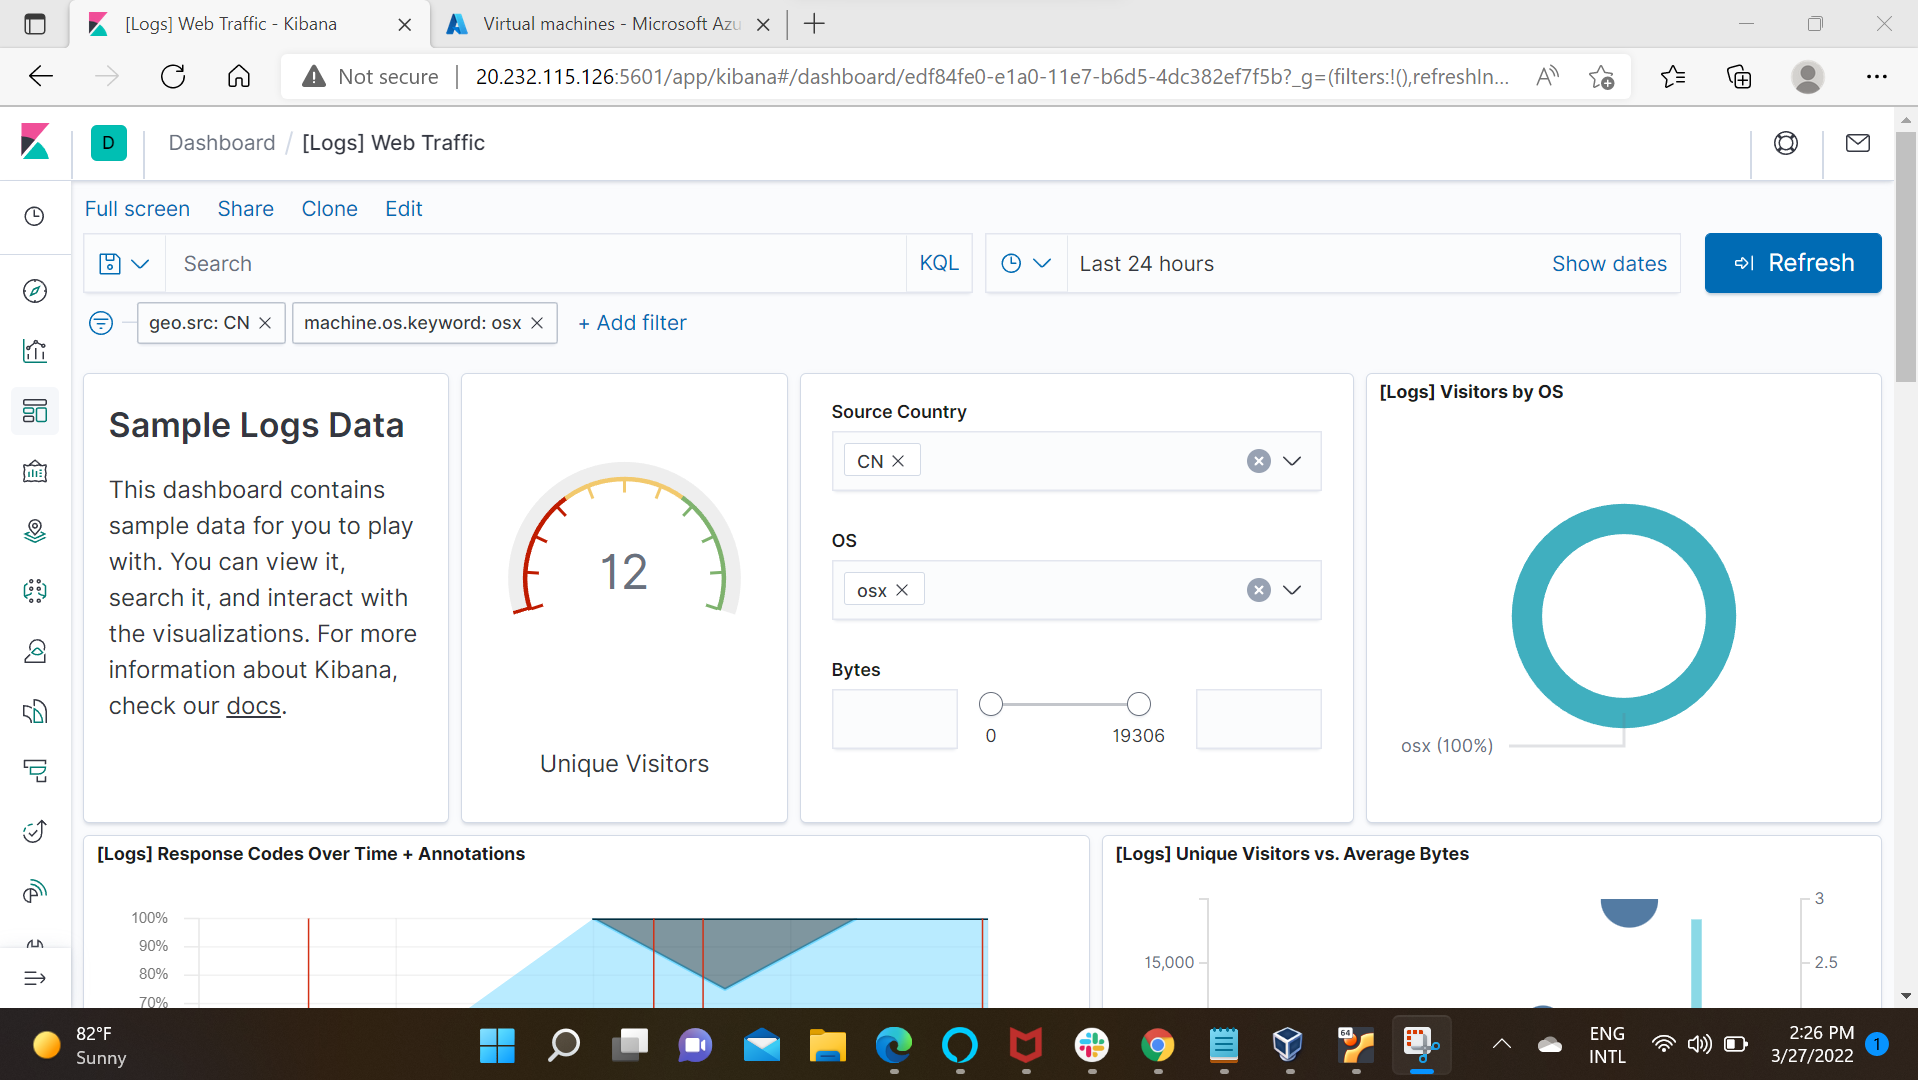 [Logs] Web Traffic - Kibana
Virtual machines - Microsoft Azu
Not secure
20.232.115.126:5601/app/kibana#/dashboard/edf84fe0-e1a0-11e7-b6d5-4dc382ef7f5b?_g=(filters:!(),refreshIn...
D
Dashboard / [Logs] Web Traffic
Full screen Share Clone Edit
Search
KQL
Last 24 hours
Show dates
Refresh
geo.src: CN
machine.os.keyword: osx
+ Add filter
Sample Logs Data
This dashboard contains
sample data for you to play
with. You can view it,
search it, and interact with
the visualizations. For more
information about Kibana,
check our docs.
12
Unique Visitors
Source Country
CN
OS
osx
Bytes
0
19306
[Logs] Visitors by OS
osx (100%)
[Logs] Response Codes Over Time + Annotations
100%
90%
80%
70%
[Logs] Unique Visitors vs. Average Bytes
15,000
3
2.5
82°F
Sunny
64
ENG
INTL
2:26 PM
3/27/2022
1